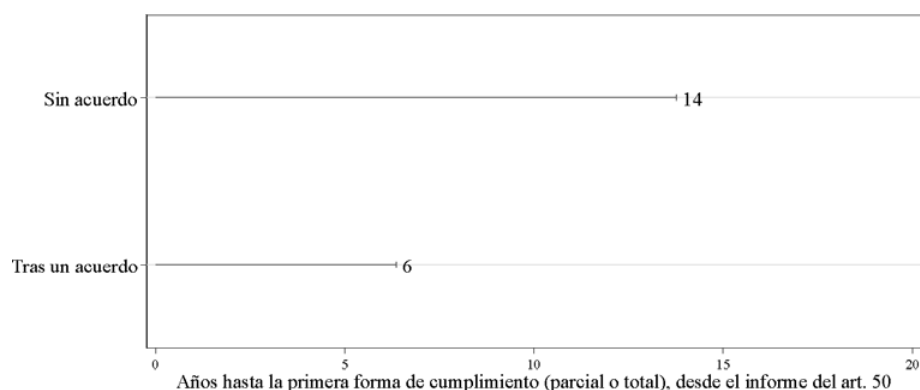 Sin acuerdo
14
Tras un acuerdo
6
0 5 10 15 20
Años hasta la primera forma de cumplimiento (parcial o total), desde el informe del art. 50